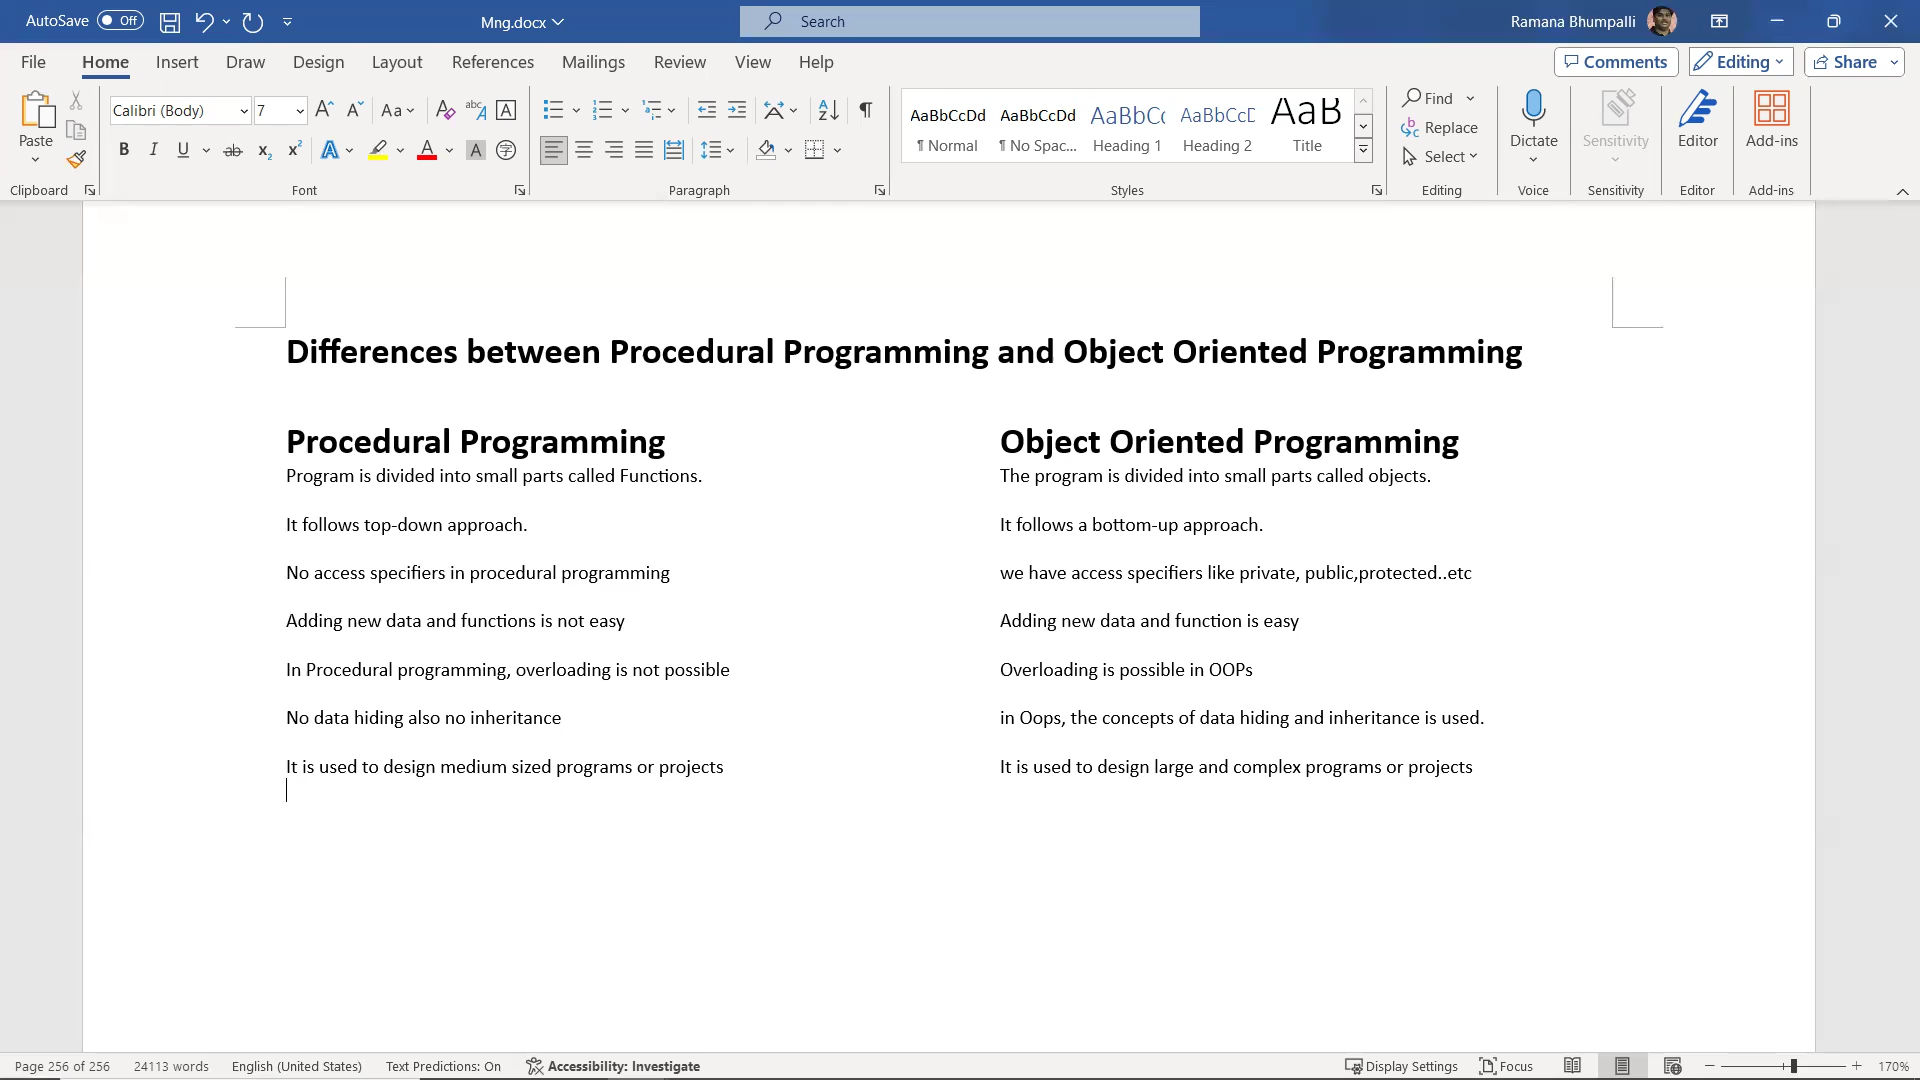 AutoSave Off Mng.docx Search Ramana Bhumpalli
File Home Insert Draw Design Layout References Mailings Review View Help Comments Editing Share
Paste
Calibri (Body) 7 Aa
AaBbCcDd AaBbCcDd AaBbCc AaBbCcD AaB
¶ Normal ¶ No Spac... Heading 1 Heading 2 Title
Find
Replace
Select
Dictate Sensitivity Editor Add-ins
Clipboard Font Paragraph Styles Editing Voice Sensitivity Editor Add-ins
Differences between Procedural Programming and Object Oriented Programming
Procedural Programming
Program is divided into small parts called Functions.
It follows top-down approach.
No access specifiers in procedural programming
Adding new data and functions is not easy
In Procedural programming, overloading is not possible
No data hiding also no inheritance
It is used to design medium sized programs or projects
Object Oriented Programming
The program is divided into small parts called objects.
It follows a bottom-up approach.
we have access specifiers like private, public,protected..etc
Adding new data and function is easy
Overloading is possible in OOPs
in Oops, the concepts of data hiding and inheritance is used.
It is used to design large and complex programs or projects
Page 256 of 256 24113 words English (United States) Text Predictions: On Accessibility: Investigate Display Settings Focus 170%